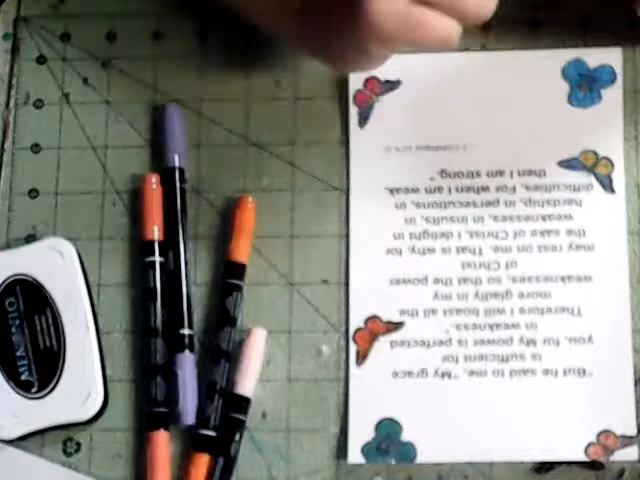 "But he said to me, "My grace
is sufficient for
you, for My power is perfected
in weakness."
Therefore I will boast all the
more gladly in my
weaknesses, so that the power
of Christ
may rest on me. That is why, for
the sake of Christ, I delight in
weaknesses, in insults, in
hardship, in persecutions, in
difficulties. For when I am weak,
then I am strong."
MEMENTO